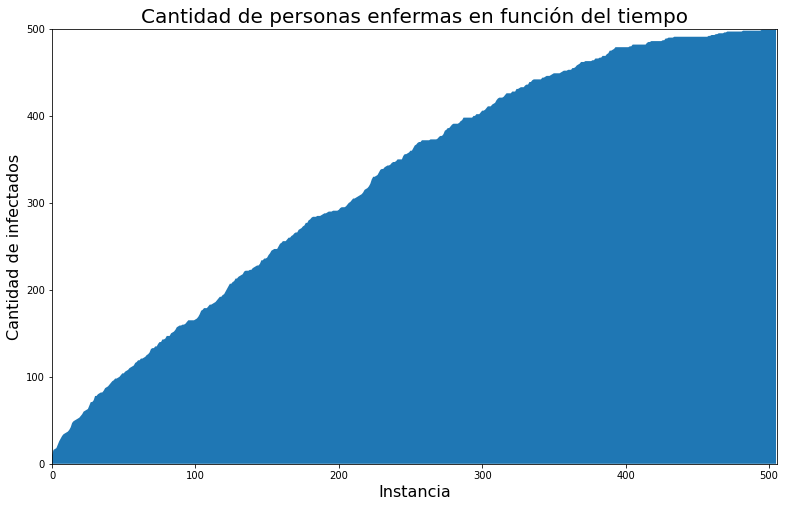 Cantidad de personas enfermas en función del tiempo
500
400
300
200
100
0
Cantidad de infectados
0 100 200 300 400 500
Instancia